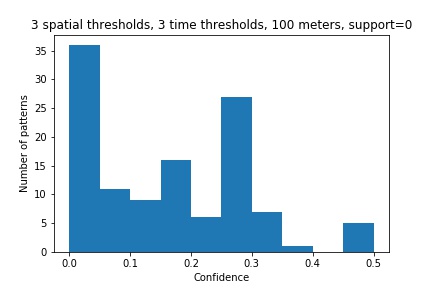 3 spatial thresholds, 3 time thresholds, 100 meters, support=0
Number of patterns
35
30
25
20
15
10
5
0
0.0 0.1 0.2 0.3 0.4 0.5
Confidence